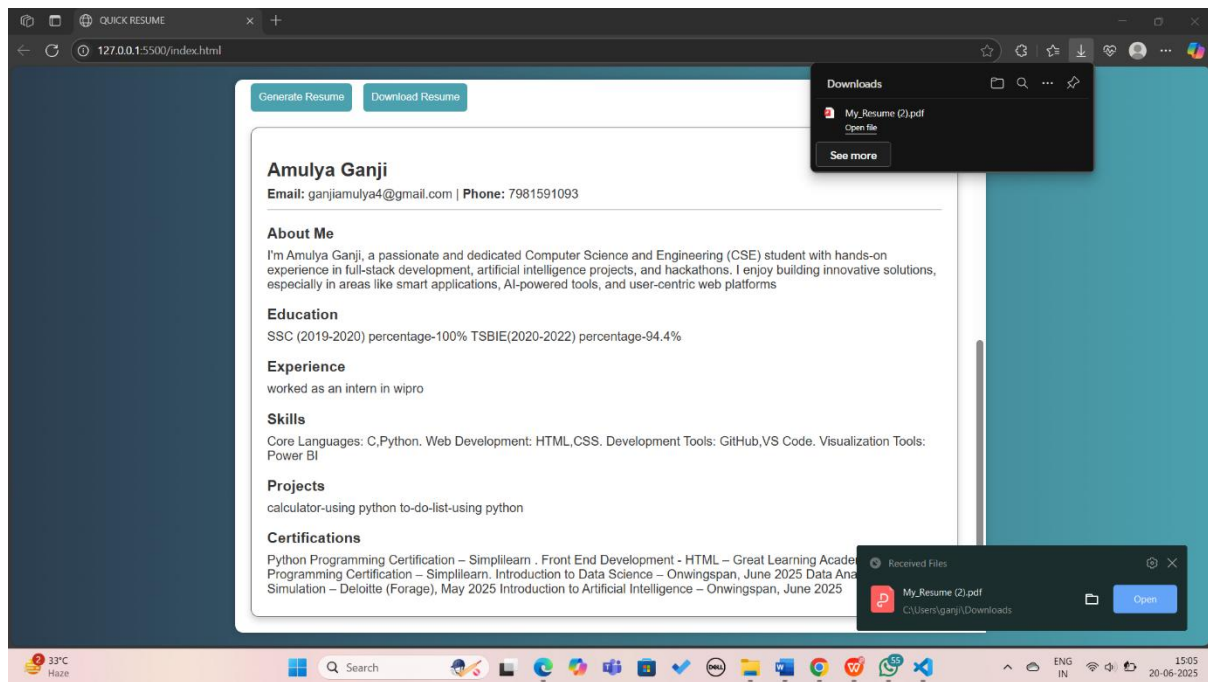 QUICK RESUME
127.0.0.1:5500/index.html
Generate Resume
Download Resume
Downloads
My_Resume (2).pdf
Open file
See more
Amulya Ganji
Email: ganjiamulya4@gmail.com | Phone: 7981591093
About Me
I'm Amulya Ganji, a passionate and dedicated Computer Science and Engineering (CSE) student with hands-on
experience in full-stack development, artificial intelligence projects, and hackathons. I enjoy building innovative solutions,
especially in areas like smart applications, AI-powered tools, and user-centric web platforms
Education
SSC (2019-2020) percentage-100% TSBIE(2020-2022) percentage-94.4%
Experience
worked as an intern in wipro
Skills
Core Languages: C,Python. Web Development: HTML,CSS. Development Tools: GitHub,VS Code. Visualization Tools:
Power BI
Projects
calculator-using python to-do-list-using python
Certifications
Python Programming Certification – Simplilearn . Front End Development - HTML – Great Learning Acade
Programming Certification – Simplilearn. Introduction to Data Science – Onwingspan, June 2025 Data Ana
Simulation – Deloitte (Forage), May 2025 Introduction to Artificial Intelligence – Onwingspan, June 2025
Received Files
My_Resume (2).pdf
C:\Users\ganji\Downloads
Open
2
33°C
Haze
Search
DELL
55
ENG
IN
15:05
20-06-2025